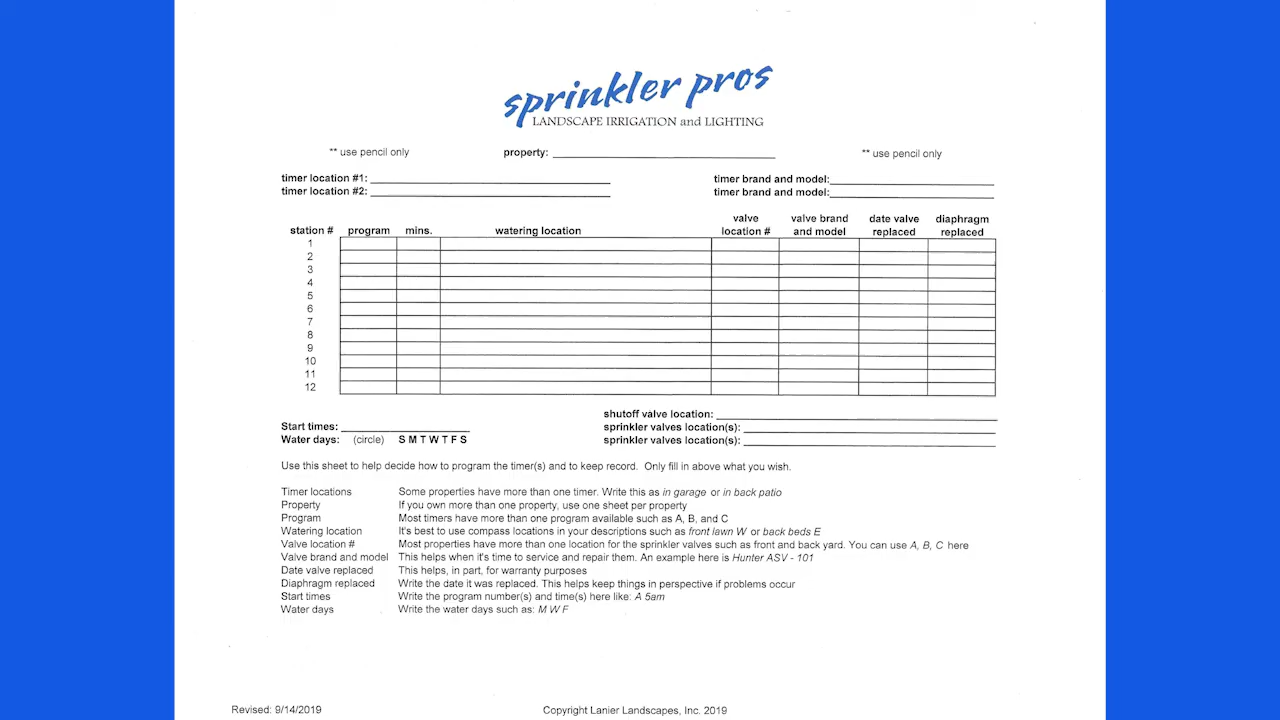 sprinkler pros
LANDSCAPE IRRIGATION and LIGHTING
** use pencil only property: ** use pencil only
timer location #1: timer brand and model:
timer location #2: timer brand and model:
valve valve brand date valve diaphragm
station # program mins. watering location location # and model replaced replaced
1
2
3
4
5
6
7
8
9
10
11
12
shutoff valve location:
Start times: sprinkler valves location(s):
Water days: (circle) S M T W T F S sprinkler valves location(s):
Use this sheet to help decide how to program the timer(s) and to keep record. Only fill in above what you wish.
Timer locations Some properties have more than one timer. Write this as in garage or in back patio
Property If you own more than one property, use one sheet per property
Program Most timers have more than one program available such as A, B, and C
Watering location It's best to use compass locations in your descriptions such as front lawn W or back beds E
Valve location # Most properties have more than one location for the sprinkler valves such as front and back yard. You can use A, B, C here
Valve brand and model This helps when it's time to service and repair them. An example here is Hunter ASV - 101
Date valve replaced This helps, in part, for warranty purposes
Diaphragm replaced Write the date it was replaced. This helps keep things in perspective if problems occur
Start times Write the program number(s) and time(s) here like: A 5am
Water days Write the water days such as: M W F
Revised: 9/14/2019 Copyright Lanier Landscapes, Inc. 2019